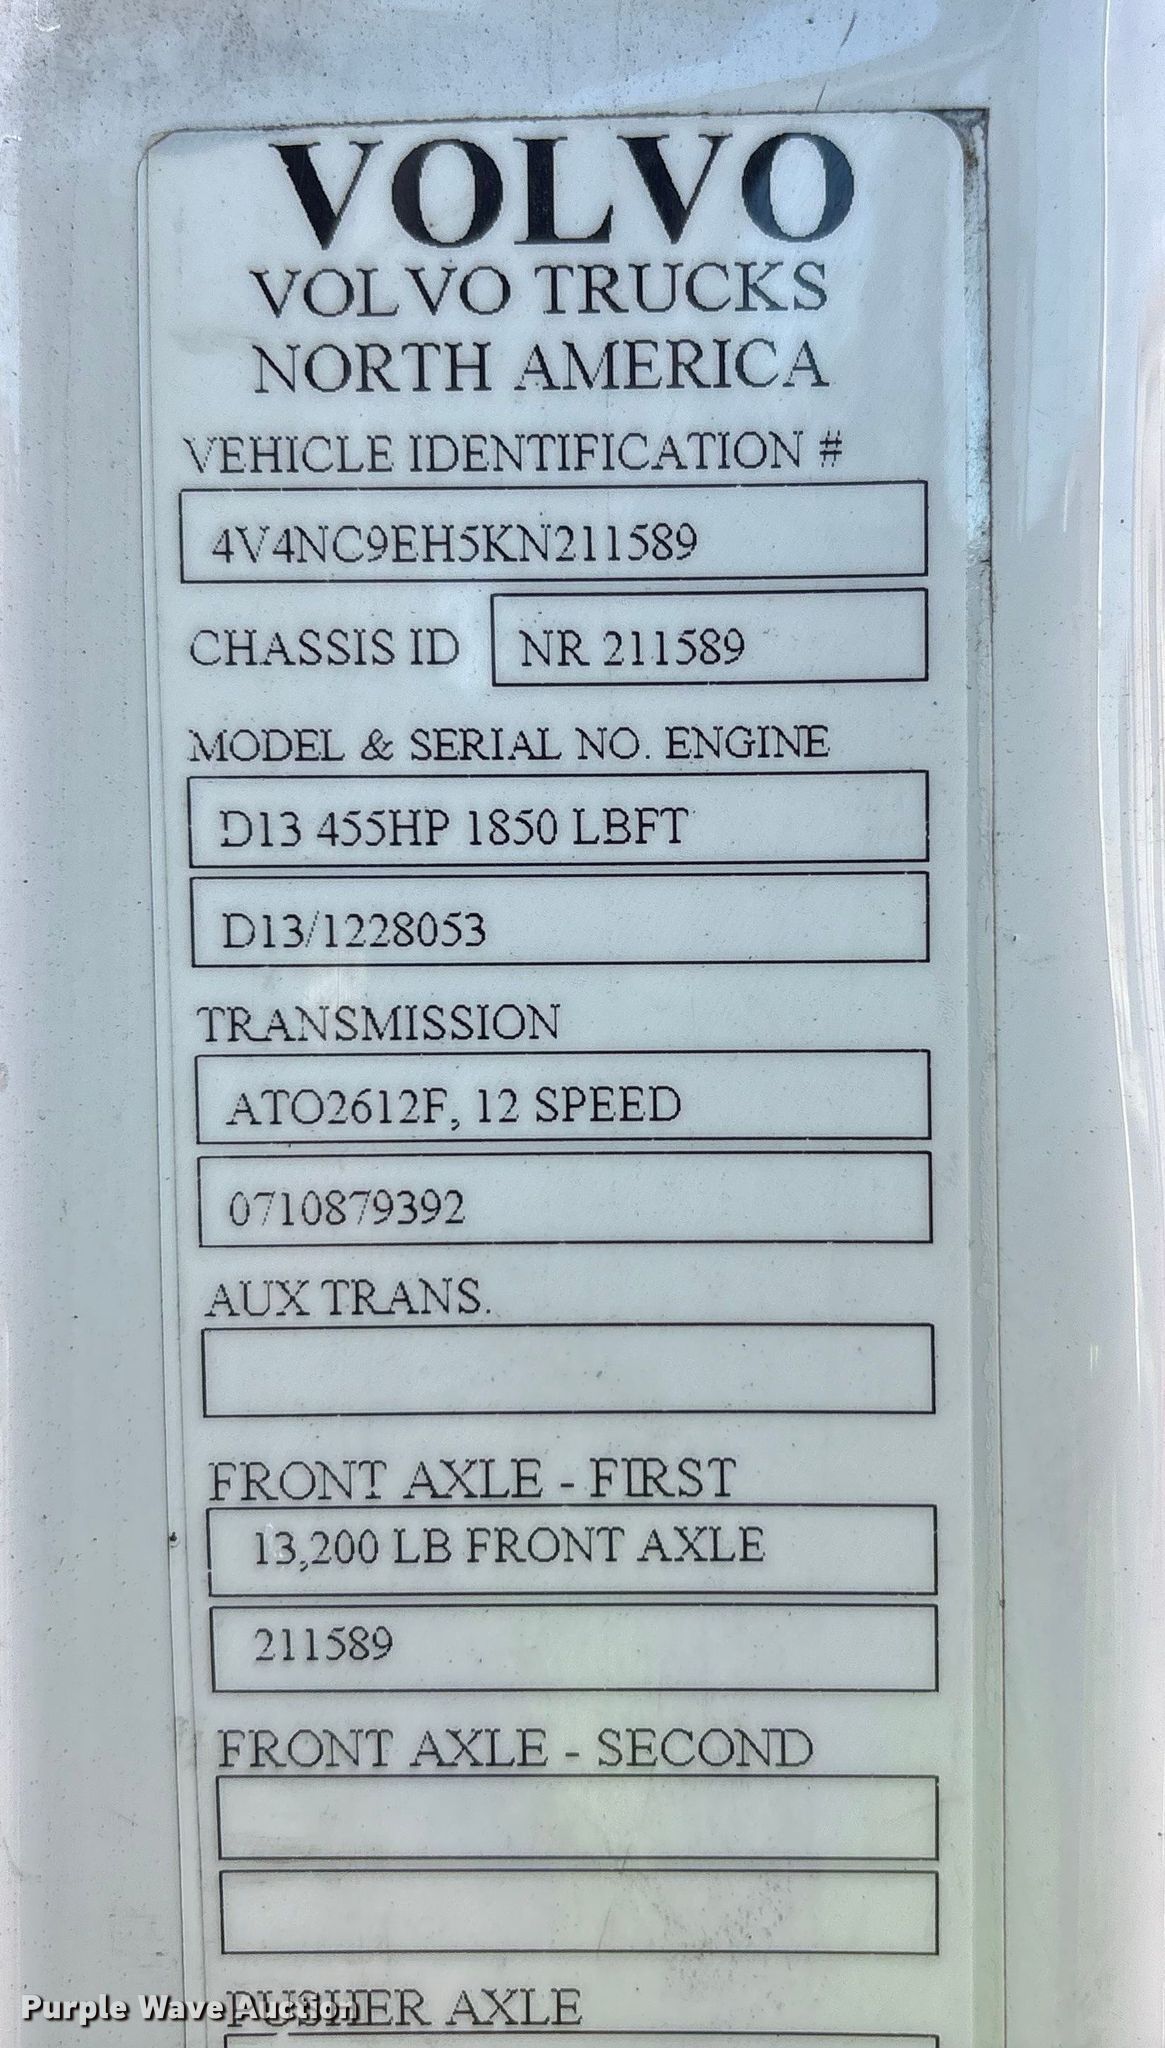 VOLVO
VOLVO TRUCKS
NORTH AMERICA
VEHICLE IDENTIFICATION #
4V4NC9EH5KN211589
CHASSIS ID NR 211589
MODEL & SERIAL NO. ENGINE
D13 455HP 1850 LBFT
D13/1228053
TRANSMISSION
ATO2612F, 12 SPEED
0710879392
AUX TRANS.
FRONT AXLE - FIRST
13,200 LB FRONT AXLE
211589
FRONT AXLE - SECOND
PUSHER AXLE
Purple Wave Auction